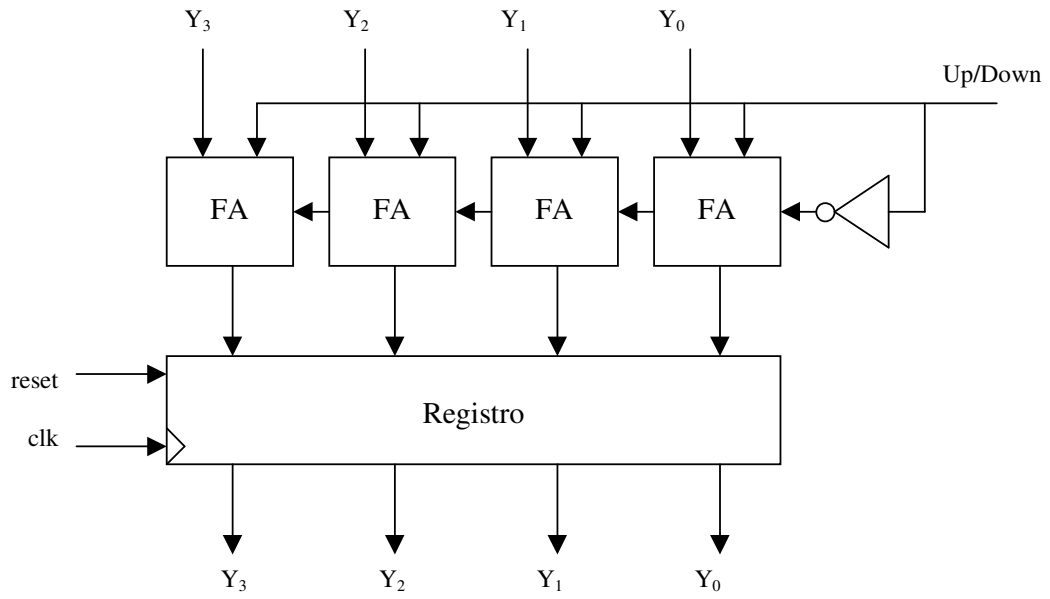 Y3 Y2 Y1 Y0
Up/Down
FA FA FA FA
reset
Registro
clk
Y3 Y2 Y1 Y0